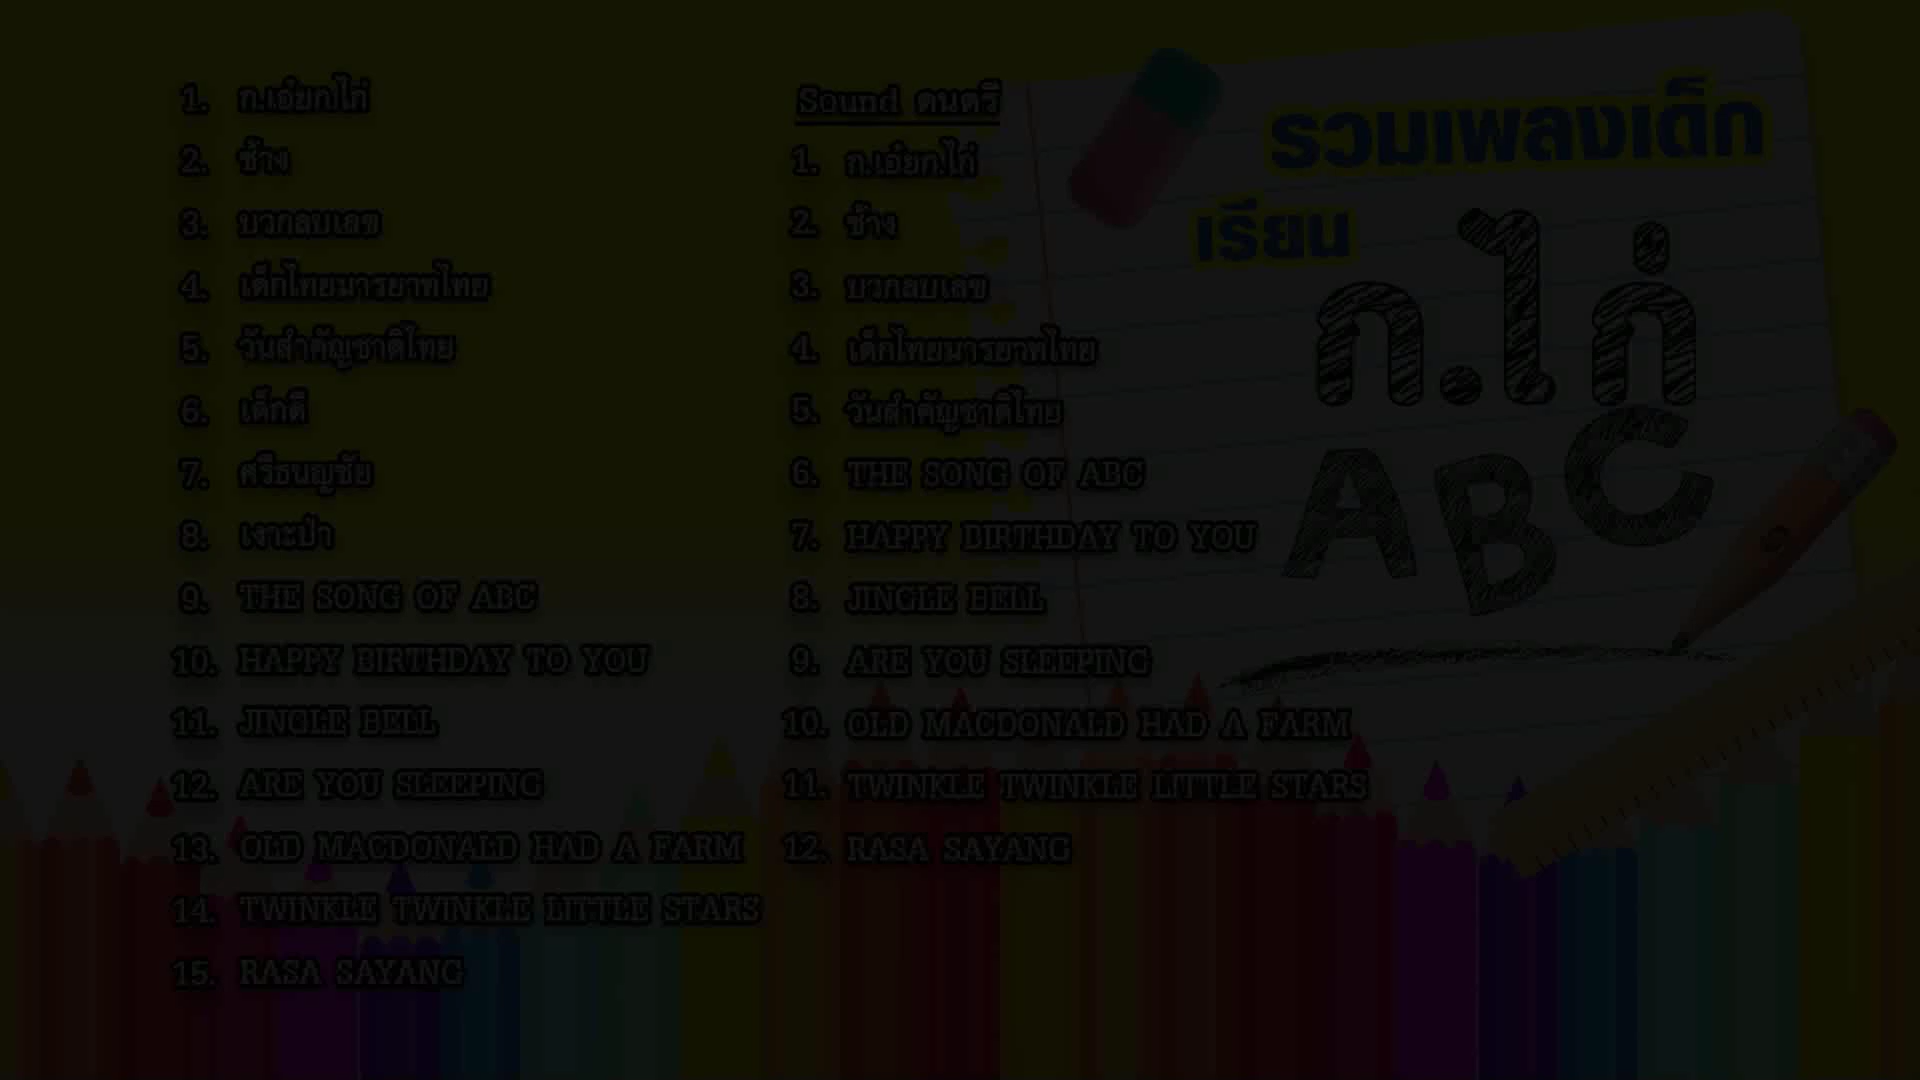 1. ก.เอ๋ยก.ไก่
2. ช้าง
3. บวกลบเลข
4. เด็กไทยมารยาทไทย
5. วันสำคัญชาติไทย
6. เด็กดี
7. ศรีธนญชัย
8. เงาะป่า
9. THE SONG OF ABC
10. HAPPY BIRTHDAY TO YOU
11. JINGLE BELL
12. ARE YOU SLEEPING
13. OLD MACDONALD HAD A FARM
14. TWINKLE TWINKLE LITTLE STARS
15. RASA SAYANG
Sound ดนตรี
1. ก.เอ๋ยก.ไก่
2. ช้าง
3. บวกลบเลข
4. เด็กไทยมารยาทไทย
5. วันสำคัญชาติไทย
6. THE SONG OF ABC
7. HAPPY BIRTHDAY TO YOU
8. JINGLE BELL
9. ARE YOU SLEEPING
10. OLD MACDONALD HAD A FARM
11. TWINKLE TWINKLE LITTLE STARS
12. RASA SAYANG
รวมเพลงเด็ก
เรียน
ก.ไก่
ABC